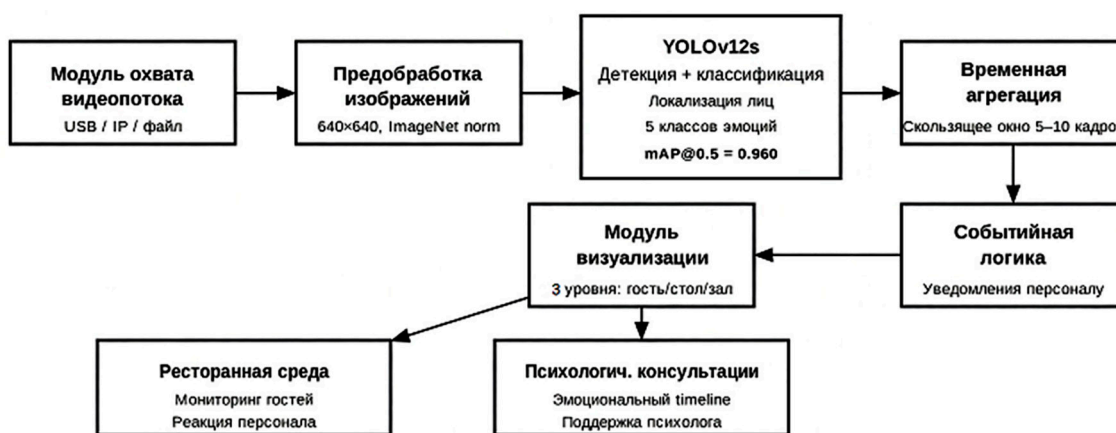 Модуль охвата
видеопотока
USB / IP / файл
Предобработка
изображений
640×640, ImageNet norm
YOLOv12s
Детекция + классификация
Локализация лиц
5 классов эмоций
mAP@0.5 = 0.960
Временная
агрегация
Скользящее окно 5–10 кадро
Событийная
логика
Уведомления персоналу
Модуль
визуализации
3 уровня: гость/стол/зал
Ресторанная среда
Мониторинг гостей
Реакция персонала
Психологич. консультации
Эмоциональный timeline
Поддержка психолога